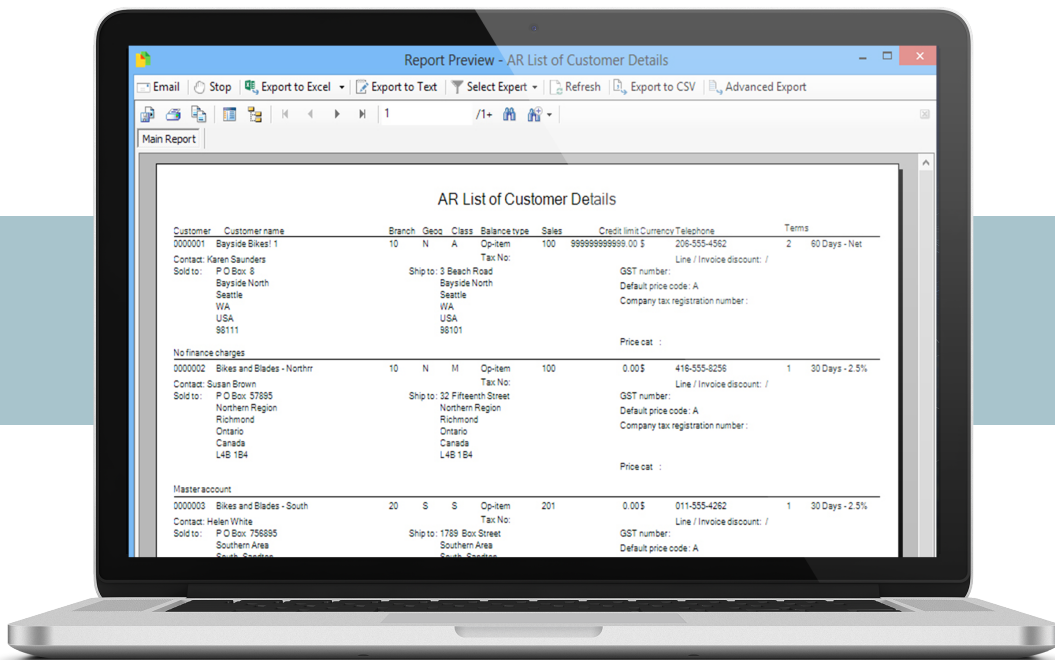 Report Preview - AR List of Customer Details
Email Stop Export to Excel Export to Text Select Expert Refresh Export to CSV Advanced Export
1 /1+
Main Report
AR List of Customer Details
Customer Customer name Branch Geog Class Balance type Sales Credit limit Currency Telephone Terms
0000001 Bayside Bikes! 1 10 N A Op-item 100 999999999999.00 $ 206-555-4562 2 60 Days - Net
Contact: Karen Saunders Tax No: Line / Invoice discount: /
Sold to: P O Box 8 Ship to: 3 Beach Road GST number:
Bayside North Bayside North Default price code: A
Seattle Seattle
WA WA Company tax registration number :
USA USA
98111 98101
Price cat :
No finance charges
0000002 Bikes and Blades - Northrr 10 N M Op-item 100 0.00 $ 416-555-8256 1 30 Days - 2.5%
Contact: Susan Brown Tax No: Line / Invoice discount: /
Sold to: P O Box 57895 Ship to: 32 Fifteenth Street GST number:
Northern Region Northern Region Default price code: A
Richmond Richmond
Ontario Ontario Company tax registration number :
Canada Canada
L4B 1B4 L4B 1B4
Price cat :
Master account
0000003 Bikes and Blades - South 20 S S Op-item 201 0.00 $ 011-555-4262 1 30 Days - 2.5%
Contact: Helen White Tax No: Line / Invoice discount: /
Sold to: P O Box 756895 Ship to: 1789 Box Street GST number:
Southern Area Southern Area Default price code: A
South Sandton South Sandton